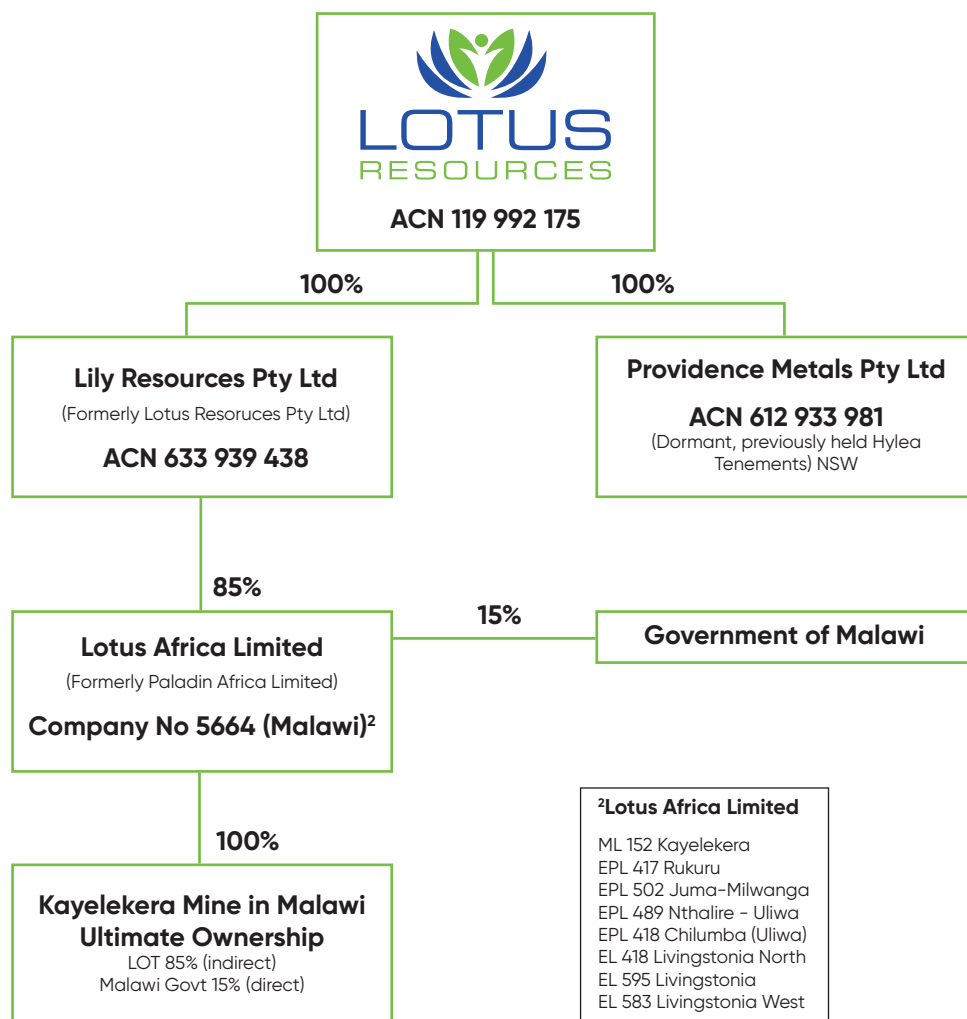 LOTUS
RESOURCES
ACN 119 992 175
100%
100%
Lily Resources Pty Ltd
(Formerly Lotus Resoruces Pty Ltd)
ACN 633 939 438
Providence Metals Pty Ltd
ACN 612 933 981
(Dormant, previously held Hylea
Tenements) NSW
85%
Lotus Africa Limited
(Formerly Paladin Africa Limited)
Company No 5664 (Malawi)²
15%
Government of Malawi
100%
Kayelekera Mine in Malawi
Ultimate Ownership
LOT 85% (indirect)
Malawi Govt 15% (direct)
²Lotus Africa Limited
ML 152 Kayelekera
EPL 417 Rukuru
EPL 502 Juma-Milwanga
EPL 489 Nthalire - Uliwa
EPL 418 Chilumba (Uliwa)
EL 418 Livingstonia North
EL 595 Livingstonia
EL 583 Livingstonia West